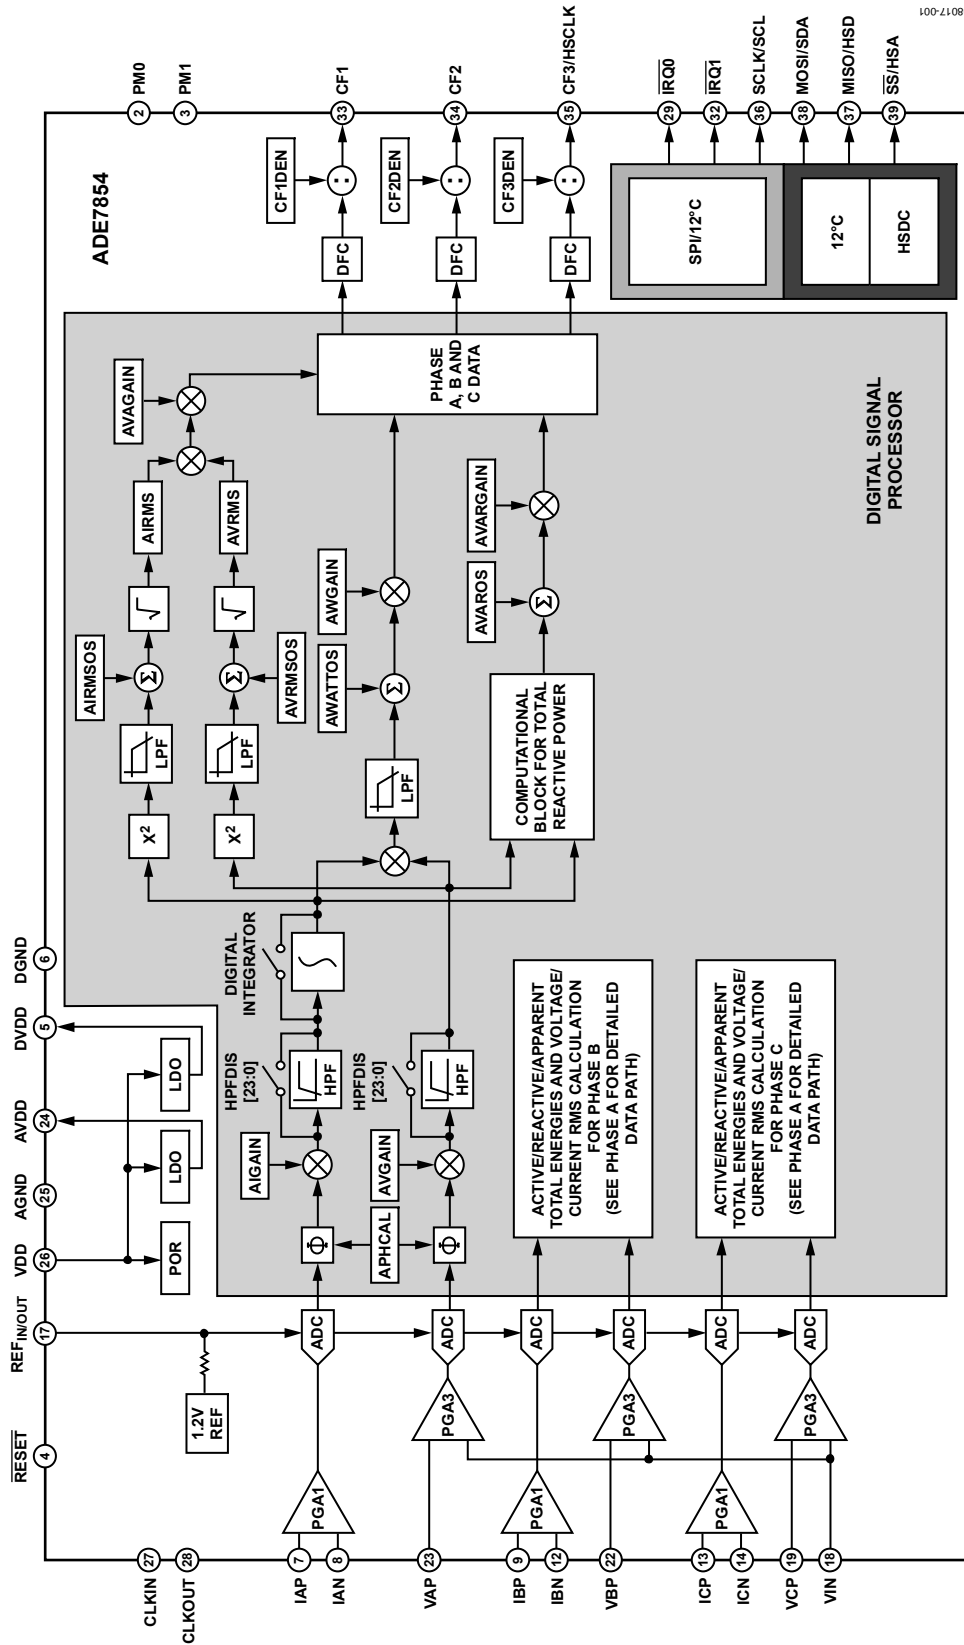 RESET
4
REF IN/OUT
17
VDD
26
AGND
25
AVDD
24
DVDD
5
DGND
6
CLKIN
27
CLKOUT
28
1.2V
REF
POR
LDO
LDO
ADE7854
PM0
2
PM1
3
IAP
7
IAN
8
PGA1
ADC
Φ
AIGAIN
HPFDIS
[23:0]
HPF
DIGITAL
INTEGRATOR
X²
LPF
AIRMSOS
Σ
√
AIRMS
AVAGAIN
X²
LPF
AVRMSOS
Σ
√
AVRMS
VAP
23
PGA3
ADC
APHCAL
Φ
AVGAIN
HPFDIS
[23:0]
HPF
LPF
AWATTOS
Σ
AWGAIN
COMPUTATIONAL
BLOCK FOR TOTAL
REACTIVE POWER
AVAROS
Σ
AVARGAIN
PHASE
A, B AND
C DATA
DFC
CF1DEN
:
33
CF1
DFC
CF2DEN
:
34
CF2
DFC
CF3DEN
:
35
CF3/HSCLK
IBP
9
IBN
12
PGA1
ADC
VBP
22
PGA3
ADC
ACTIVE/REACTIVE/APPARENT
TOTAL ENERGIES AND VOLTAGE/
CURRENT RMS CALCULATION
FOR PHASE B
(SEE PHASE A FOR DETAILED
DATA PATH)
ICP
13
ICN
14
PGA1
ADC
VCP
19
VIN
18
PGA3
ADC
ACTIVE/REACTIVE/APPARENT
TOTAL ENERGIES AND VOLTAGE/
CURRENT RMS CALCULATION
FOR PHASE C
(SEE PHASE A FOR DETAILED
DATA PATH)
DIGITAL SIGNAL
PROCESSOR
SPI/12°C
12°C
HSDC
29
IRQ0
32
IRQ1
36
SCLK/SCL
38
MOSI/SDA
37
MISO/HSD
39
SS/HSA
8017-001